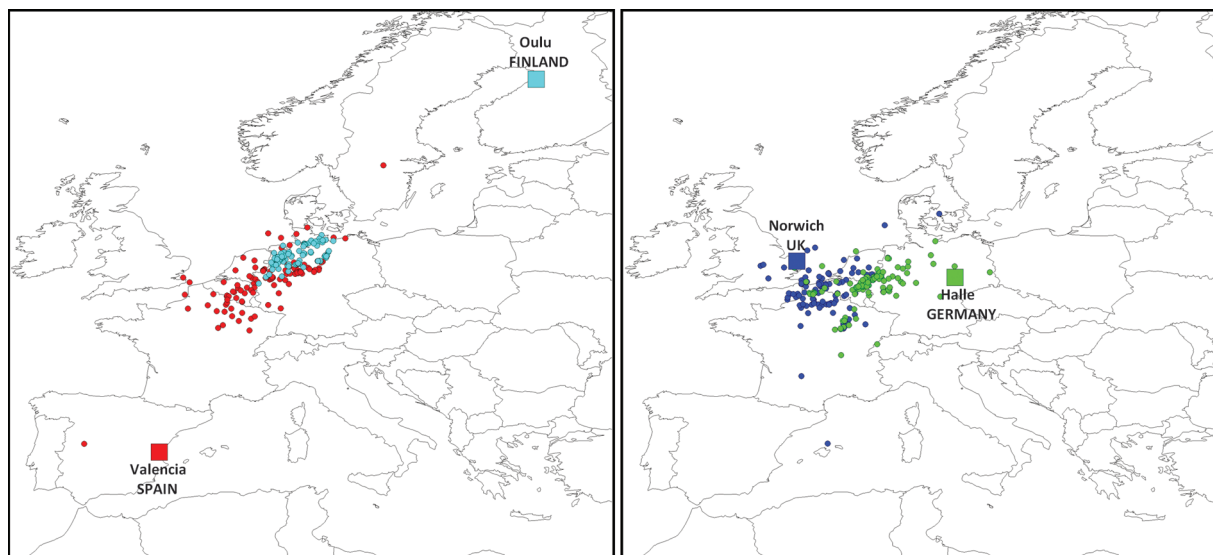 Oulu
FINLAND
Valencia
SPAIN
Norwich
UK
Halle
GERMANY